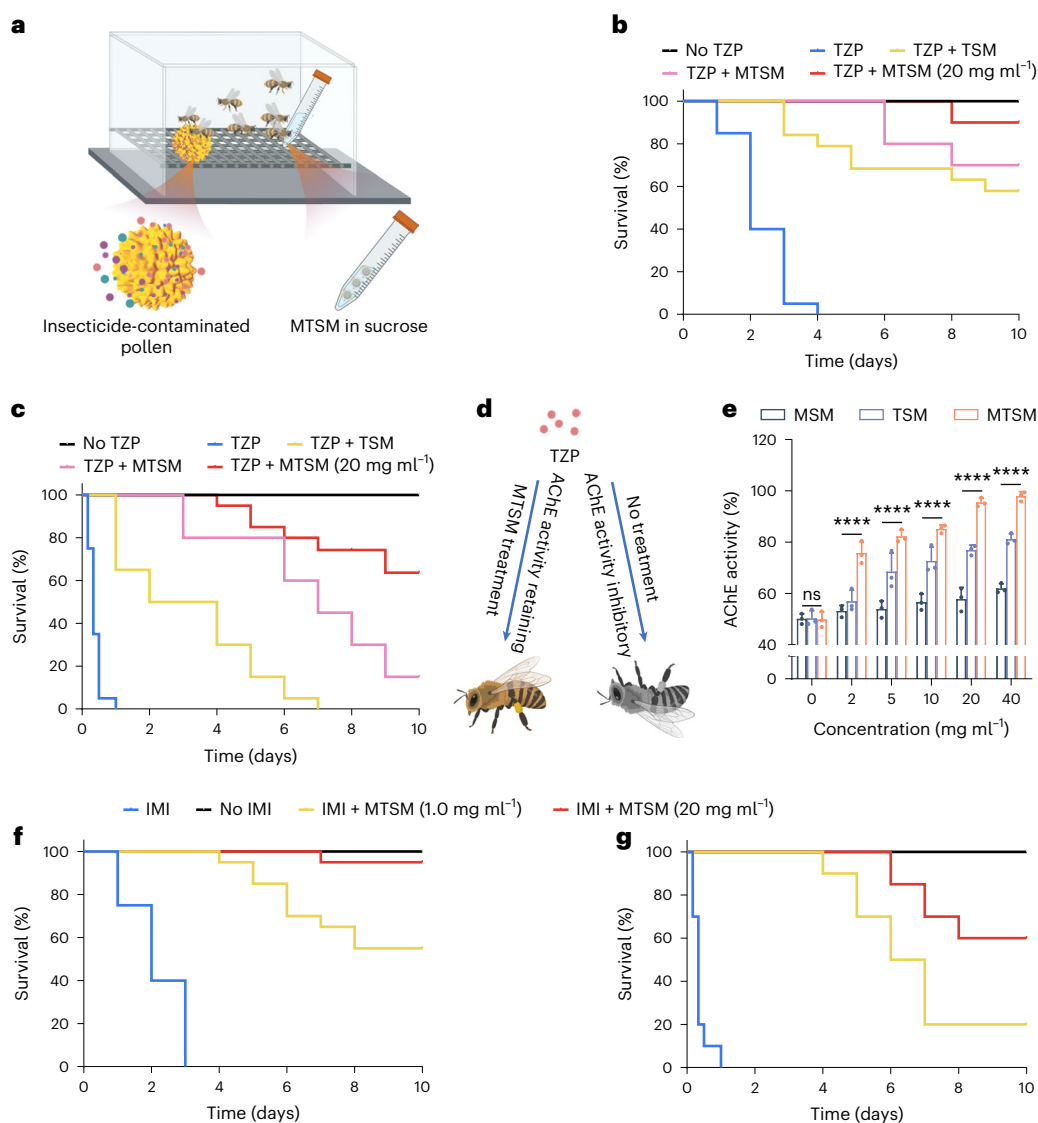 a
Insecticide-contaminated
pollen
MTSM in sucrose
b
No TZP TZP TZP + TSM
TZP + MTSM TZP + MTSM (20 mg ml⁻¹)
100
80
60
40
20
0
Survival (%)
0 2 4 6 8 10
Time (days)
c
No TZP TZP TZP + TSM
TZP + MTSM TZP + MTSM (20 mg ml⁻¹)
100
80
60
40
20
0
Survival (%)
0 2 4 6 8 10
Time (days)
d
TZP
MTSM treatment
AChE activity retaining
AChE activity inhibitory
No treatment
e
MSM TSM MTSM
120
100
80
60
40
0
AChE activity (%)
ns **** **** **** **** ****
0 2 5 10 20 40
Concentration (mg ml⁻¹)
IMI No IMI IMI + MTSM (1.0 mg ml⁻¹) IMI + MTSM (20 mg ml⁻¹)
f
100
80
60
40
20
0
Survival (%)
0 2 4 6 8 10
Time (days)
g
100
80
60
40
20
0
Survival (%)
0 2 4 6 8 10
Time (days)